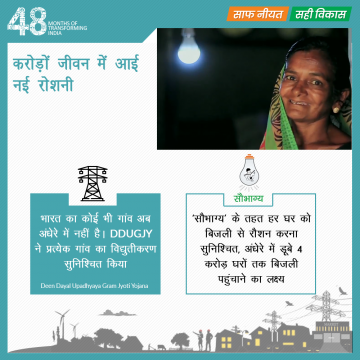 48 MONTHS OF
TRANSFORMING
INDIA
साफ नीयत सही विकास
करोड़ों जीवन में आई
नई रोशनी
भारत का कोई भी गांव अब
अंधेरे में नहीं है। DDUGJY
ने प्रत्येक गांव का विद्युतीकरण
सुनिश्चित किया
Deen Dayal Upadhyaya Gram Jyoti Yojana
सौभाग्य
'सौभाग्य' के तहत हर घर को
बिजली से रौशन करना
सुनिश्चित, अंधेरे में डूबे 4
करोड़ घरों तक बिजली
पहुंचाने का लक्ष्य